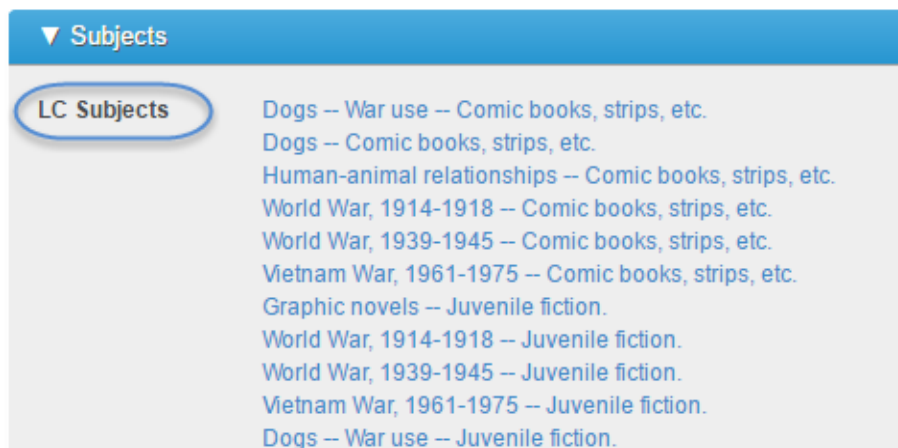 ▼ Subjects
LC Subjects Dogs -- War use -- Comic books, strips, etc.
Dogs -- Comic books, strips, etc.
Human-animal relationships -- Comic books, strips, etc.
World War, 1914-1918 -- Comic books, strips, etc.
World War, 1939-1945 -- Comic books, strips, etc.
Vietnam War, 1961-1975 -- Comic books, strips, etc.
Graphic novels -- Juvenile fiction.
World War, 1914-1918 -- Juvenile fiction.
World War, 1939-1945 -- Juvenile fiction.
Vietnam War, 1961-1975 -- Juvenile fiction.
Dogs -- War use -- Juvenile fiction.